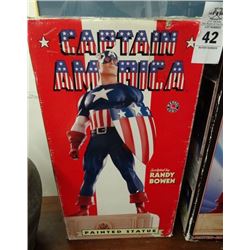 CAPTAIN
AMERICA
Sculpted by
RANDY
BOWEN
PAINTED STATUE
42